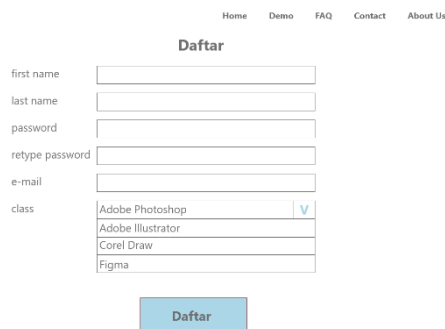 Home Demo FAQ Contact About Us
Daftar
first name
last name
password
retype password
e-mail
class
Adobe Photoshop V
Adobe Illustrator
Corel Draw
Figma
Daftar